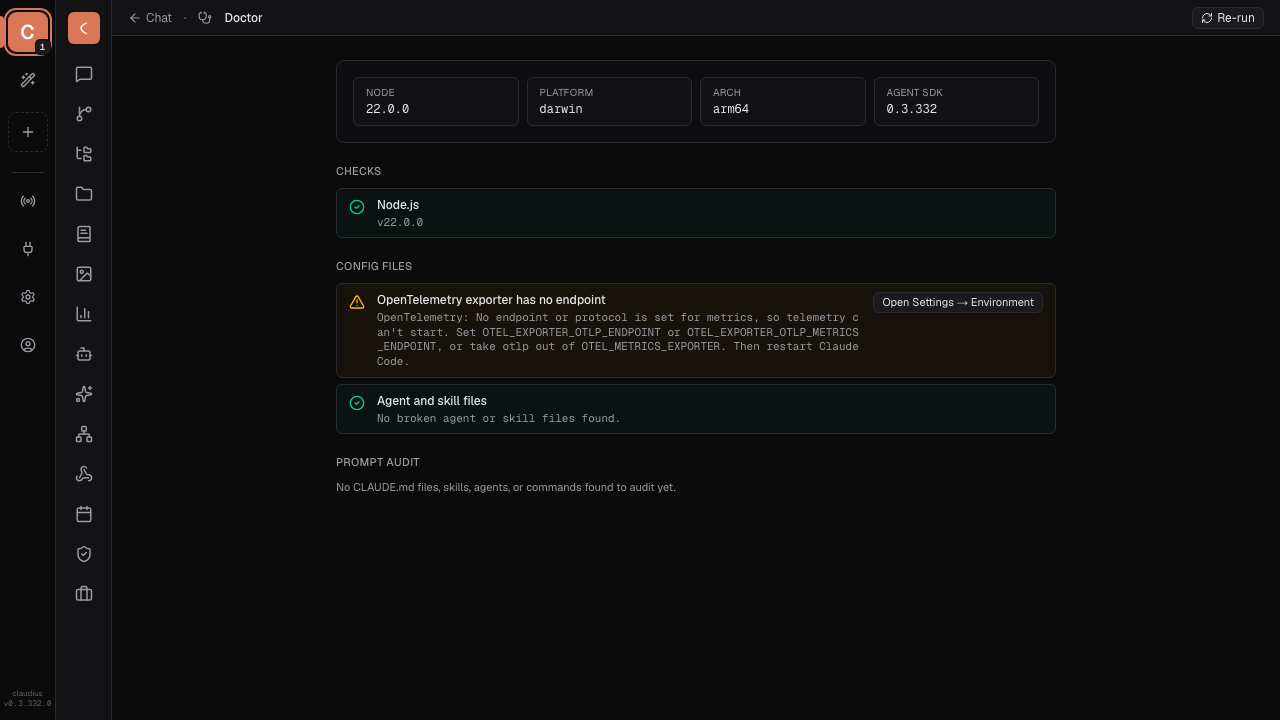 C
1
Chat · Doctor
Re-run
NODE
22.0.0
PLATFORM
darwin
ARCH
arm64
AGENT SDK
0.3.332
CHECKS
Node.js
v22.0.0
CONFIG FILES
OpenTelemetry exporter has no endpoint
Open Settings → Environment
OpenTelemetry: No endpoint or protocol is set for metrics, so telemetry c
an't start. Set OTEL_EXPORTER_OTLP_ENDPOINT or OTEL_EXPORTER_OTLP_METRICS
_ENDPOINT, or take otlp out of OTEL_METRICS_EXPORTER. Then restart Claude
Code.
Agent and skill files
No broken agent or skill files found.
PROMPT AUDIT
No CLAUDE.md files, skills, agents, or commands found to audit yet.
claudius
v0.3.332.0